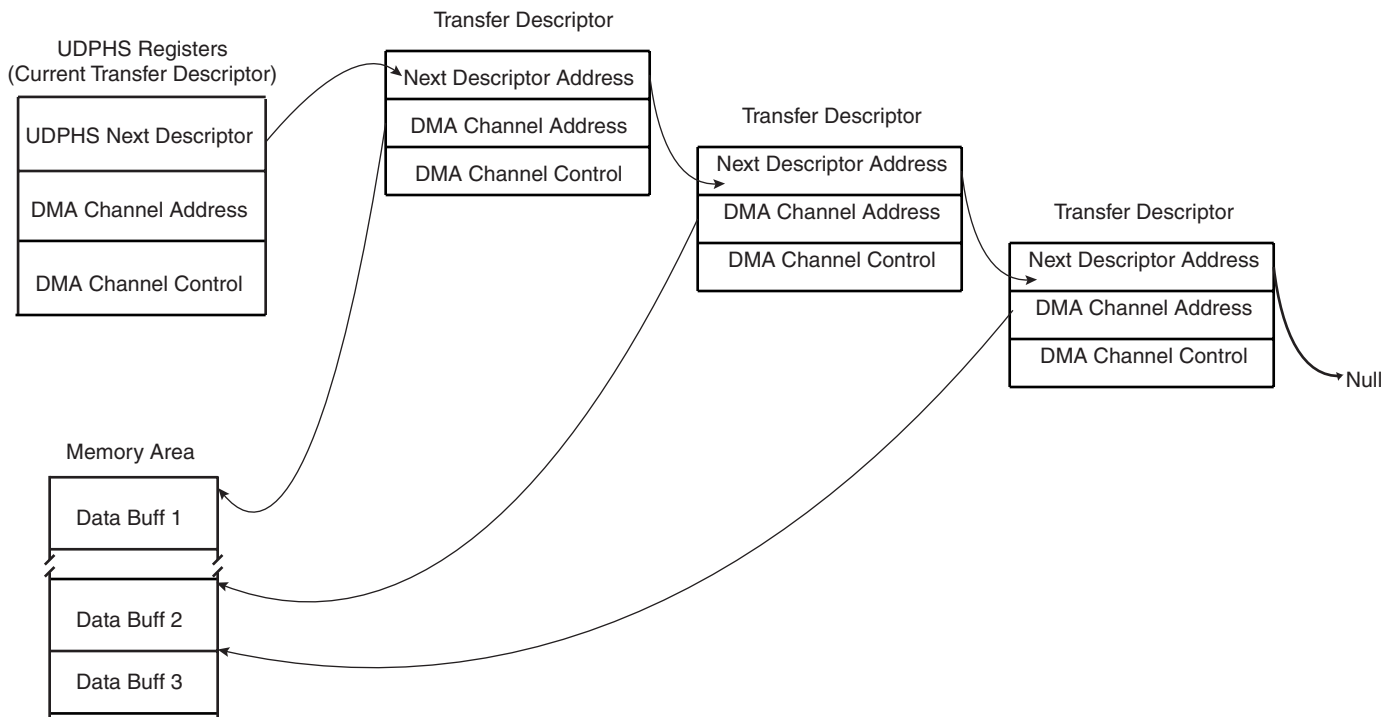 UDPHS Registers
(Current Transfer Descriptor)
UDPHS Next Descriptor
DMA Channel Address
DMA Channel Control
Transfer Descriptor
Next Descriptor Address
DMA Channel Address
DMA Channel Control
Transfer Descriptor
Next Descriptor Address
DMA Channel Address
DMA Channel Control
Transfer Descriptor
Next Descriptor Address
DMA Channel Address
DMA Channel Control
Null
Memory Area
Data Buff 1
Data Buff 2
Data Buff 3